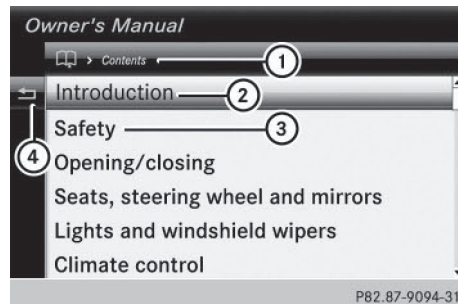 Owner's Manual
> Contents
1
Introduction 2
Safety 3
4
Opening/closing
Seats, steering wheel and mirrors
Lights and windshield wipers
Climate control
P82.87-9094-31